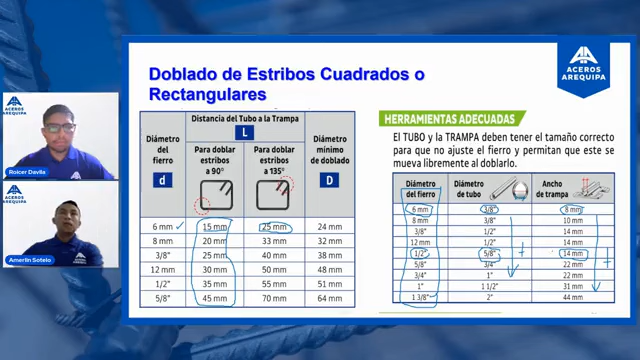 ACEROS
AREQUIPA
Roicer Davila
ACEROS
AREQUIPA
Amerlin Sotelo
ACEROS
AREQUIPA
Doblado de Estribos Cuadrados o
Rectangulares
Diámetro
del
fierro
d
Distancia del Tubo a la Trampa
L
Para doblar
estribos
a 90°
Para doblar
estribos
a 135°
Diámetro
mínimo
de doblado
D
6 mm 15 mm 25 mm 24 mm
8 mm 20 mm 33 mm 32 mm
3/8" 25 mm 40 mm 38 mm
12 mm 30 mm 50 mm 48 mm
1/2" 35 mm 55 mm 51 mm
5/8" 45 mm 70 mm 64 mm
HERRAMIENTAS ADECUADAS
El TUBO y la TRAMPA deben tener el tamaño correcto
para que no ajuste el fierro y permitan que este se
mueva libremente al doblarlo.
Diámetro
del fierro
Diámetro
de tubo
Ancho
de trampa
6 mm 3/8" 8 mm
8 mm 3/8" 10 mm
3/8" 1/2" 14 mm
12 mm 1/2" 14 mm
1/2" 5/8" 14 mm
5/8" 3/4" 22 mm
3/4" 1" 22 mm
1" 1 1/2" 31 mm
1 3/8" 2" 44 mm